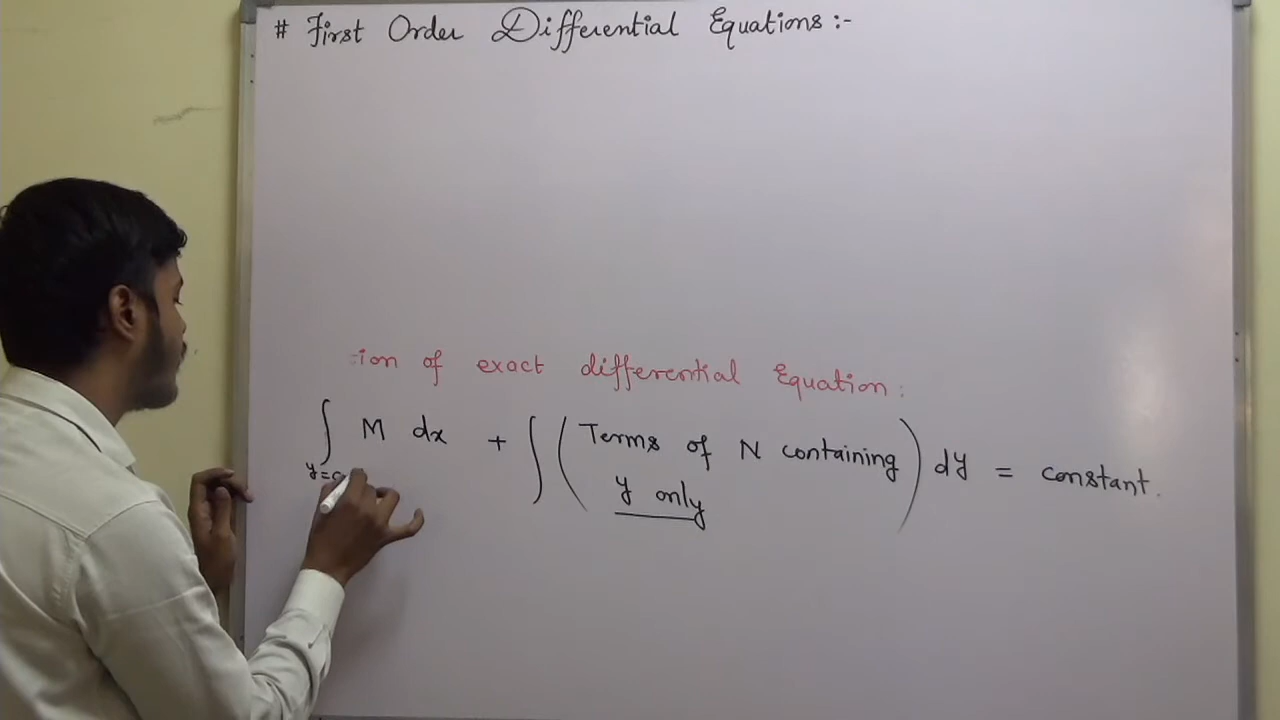 # First Order Differential Equations :-
ion of exact differential Equation:
∫ M dx + ∫ ( Terms of N containing ) dy = constant.
y only
y=